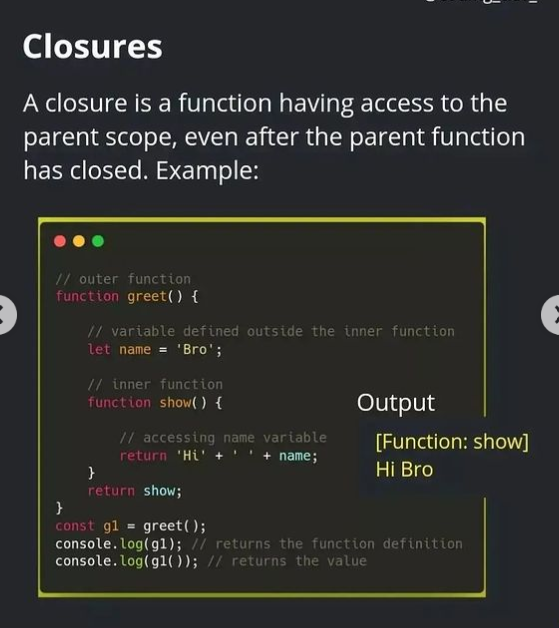 Closures
A closure is a function having access to the
parent scope, even after the parent function
has closed. Example:
// outer function
function greet() {
// variable defined outside the inner function
let name = 'Bro';
// inner function
function show() {
// accessing name variable
return 'Hi' + ' ' + name;
}
return show;
}
const g1 = greet();
console.log(g1); // returns the function definition
console.log(g1()); // returns the value
Output
[Function: show]
Hi Bro